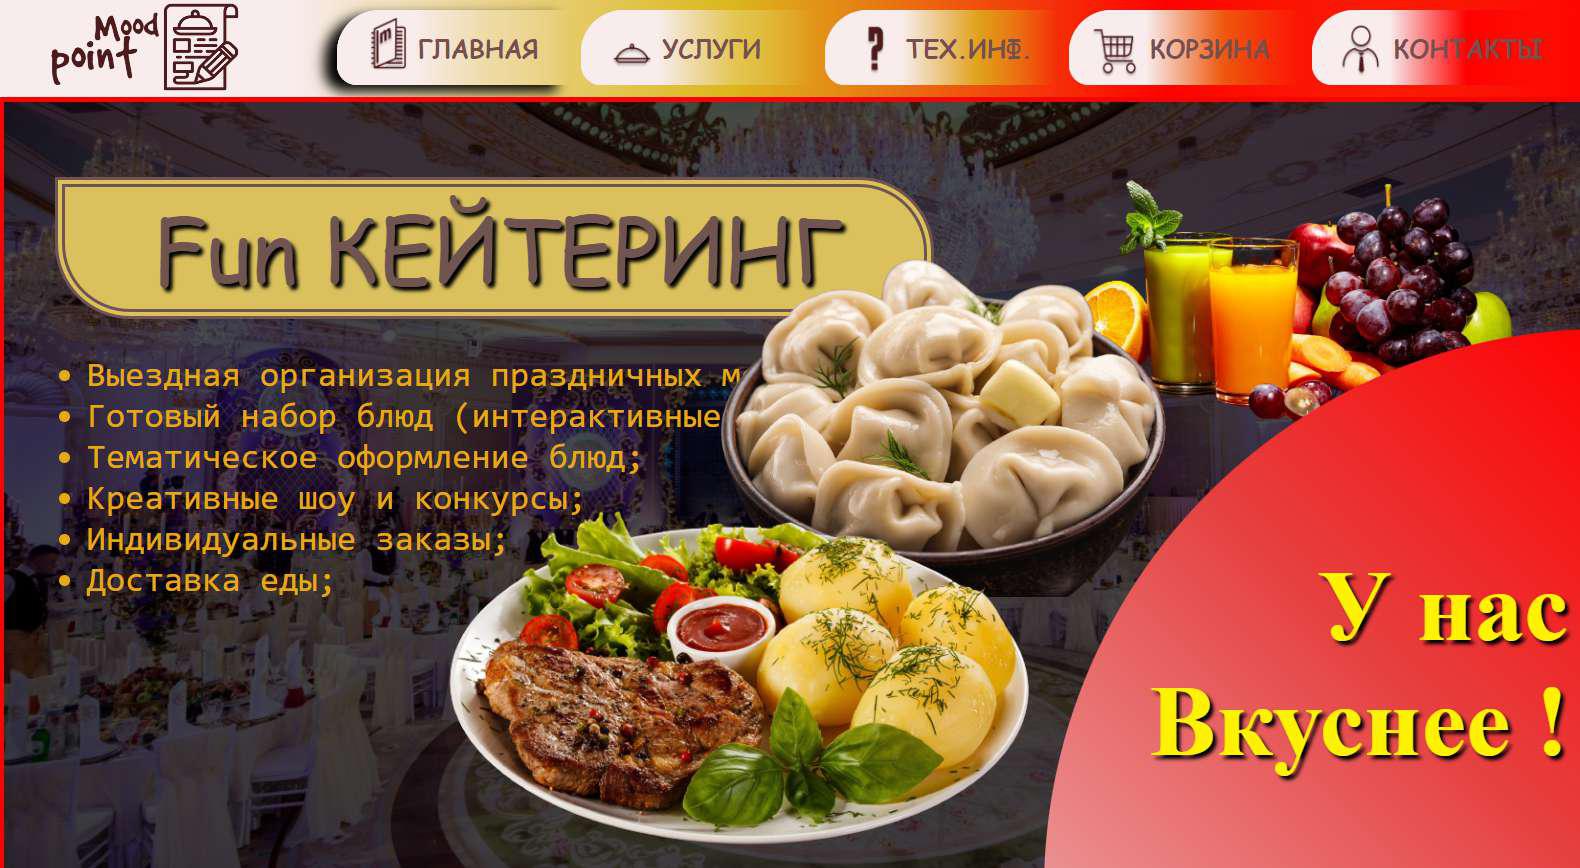 Mood
point
ГЛАВНАЯ
УСЛУГИ
ТЕХ.ИНФ.
КОРЗИНА
КОНТАКТЫ
Fun КЕЙТЕРИНГ
• Выездная организация праздничных
• Готовый набор блюд (интерактивные
• Тематическое оформление блюд;
• Креативные шоу и конкурсы;
• Индивидуальные заказы;
• Доставка еды;
У нас
Вкуснее !